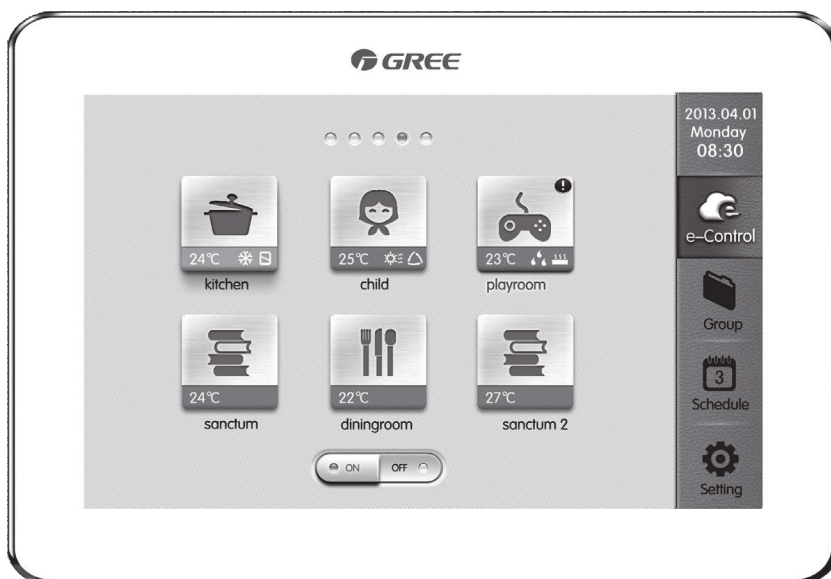 GREE
2013.04.01
Monday
08:30
e-Control
Group
3
Schedule
Setting
24℃
kitchen
25℃
child
23℃
playroom
24℃
sanctum
22℃
diningroom
27℃
sanctum 2
ON
OFF